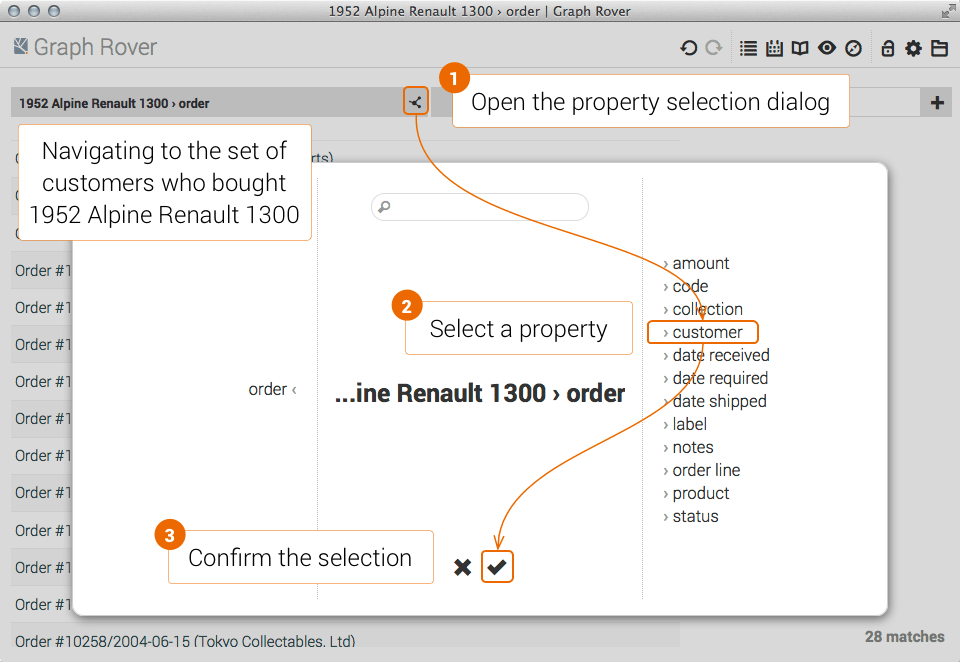 1952 Alpine Renault 1300 › order | Graph Rover
Graph Rover
1
1952 Alpine Renault 1300 › order
Open the property selection dialog
Navigating to the set of
customers who bought
1952 Alpine Renault 1300
› amount
› code
› collection
2
Select a property
› customer
› date received
› date required
order ‹
...ine Renault 1300 › order
› date shipped
› label
› notes
› order line
› product
› status
3
Confirm the selection
Order #1
Order #1
Order #1
Order #1
Order #1
Order #1
Order #1
Order #1
Order #1
Order #1
Order #10258/2004-06-15 (Tokyo Collectables, Ltd)
28 matches